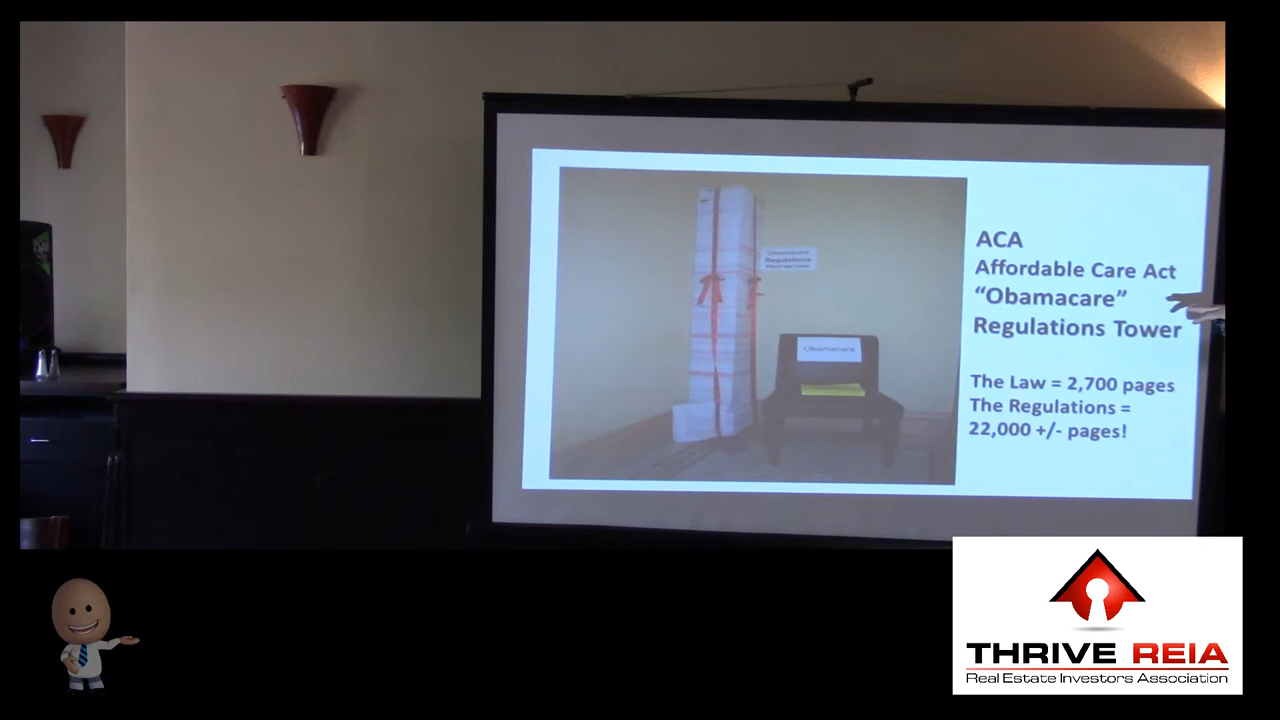 Obamacare
Regulations
Obamacare
ACA
Affordable Care Act
“Obamacare”
Regulations Tower
The Law = 2,700 pages
The Regulations =
22,000 +/- pages!
THRIVE REIA
Real Estate Investors Association